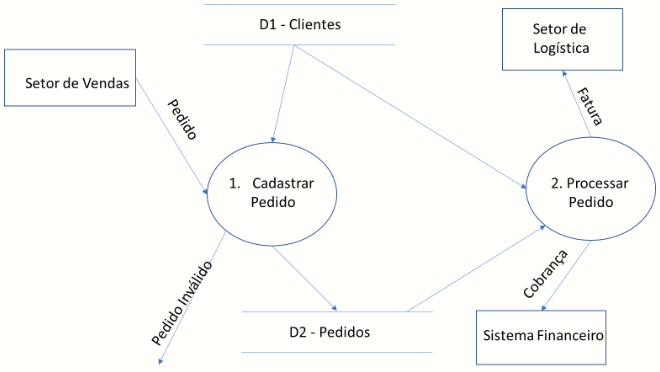 D1 - Clientes
Setor de
Logística
Setor de Vendas
Pedido
Fatura
1. Cadastrar
Pedido
2. Processar
Pedido
Pedido Inválido
Cobrança
D2 - Pedidos
Sistema Financeiro